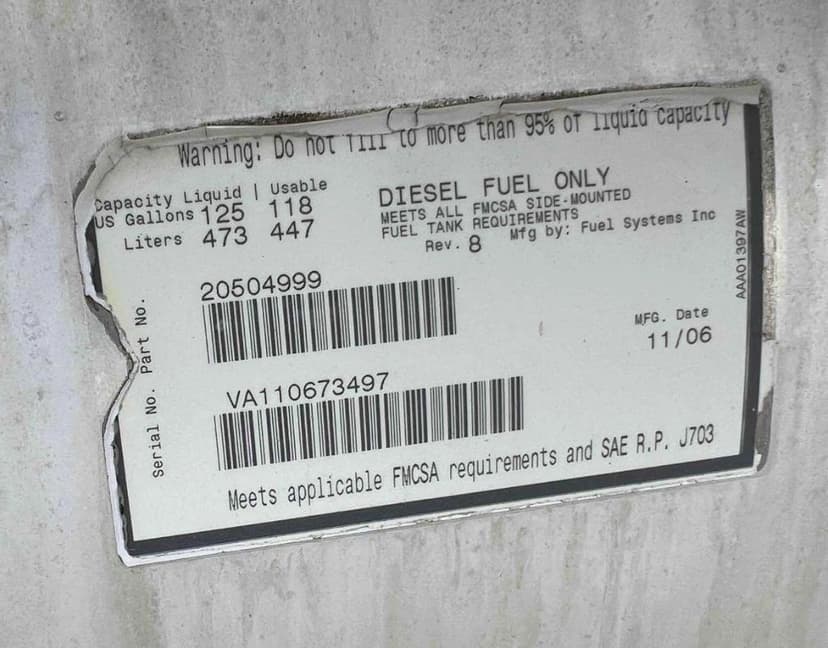 Warning: Do not fill to more than 95% of liquid capacity
Capacity Liquid | Usable
US Gallons 125 118
Liters 473 447
DIESEL FUEL ONLY
MEETS ALL FMCSA SIDE-MOUNTED
FUEL TANK REQUIREMENTS
Rev. 8 Mfg by: Fuel Systems Inc
AAA01397AW
Part No.
20504999
MFG. Date
11/06
Serial No.
VA110673497
Meets applicable FMCSA requirements and SAE R.P. J703